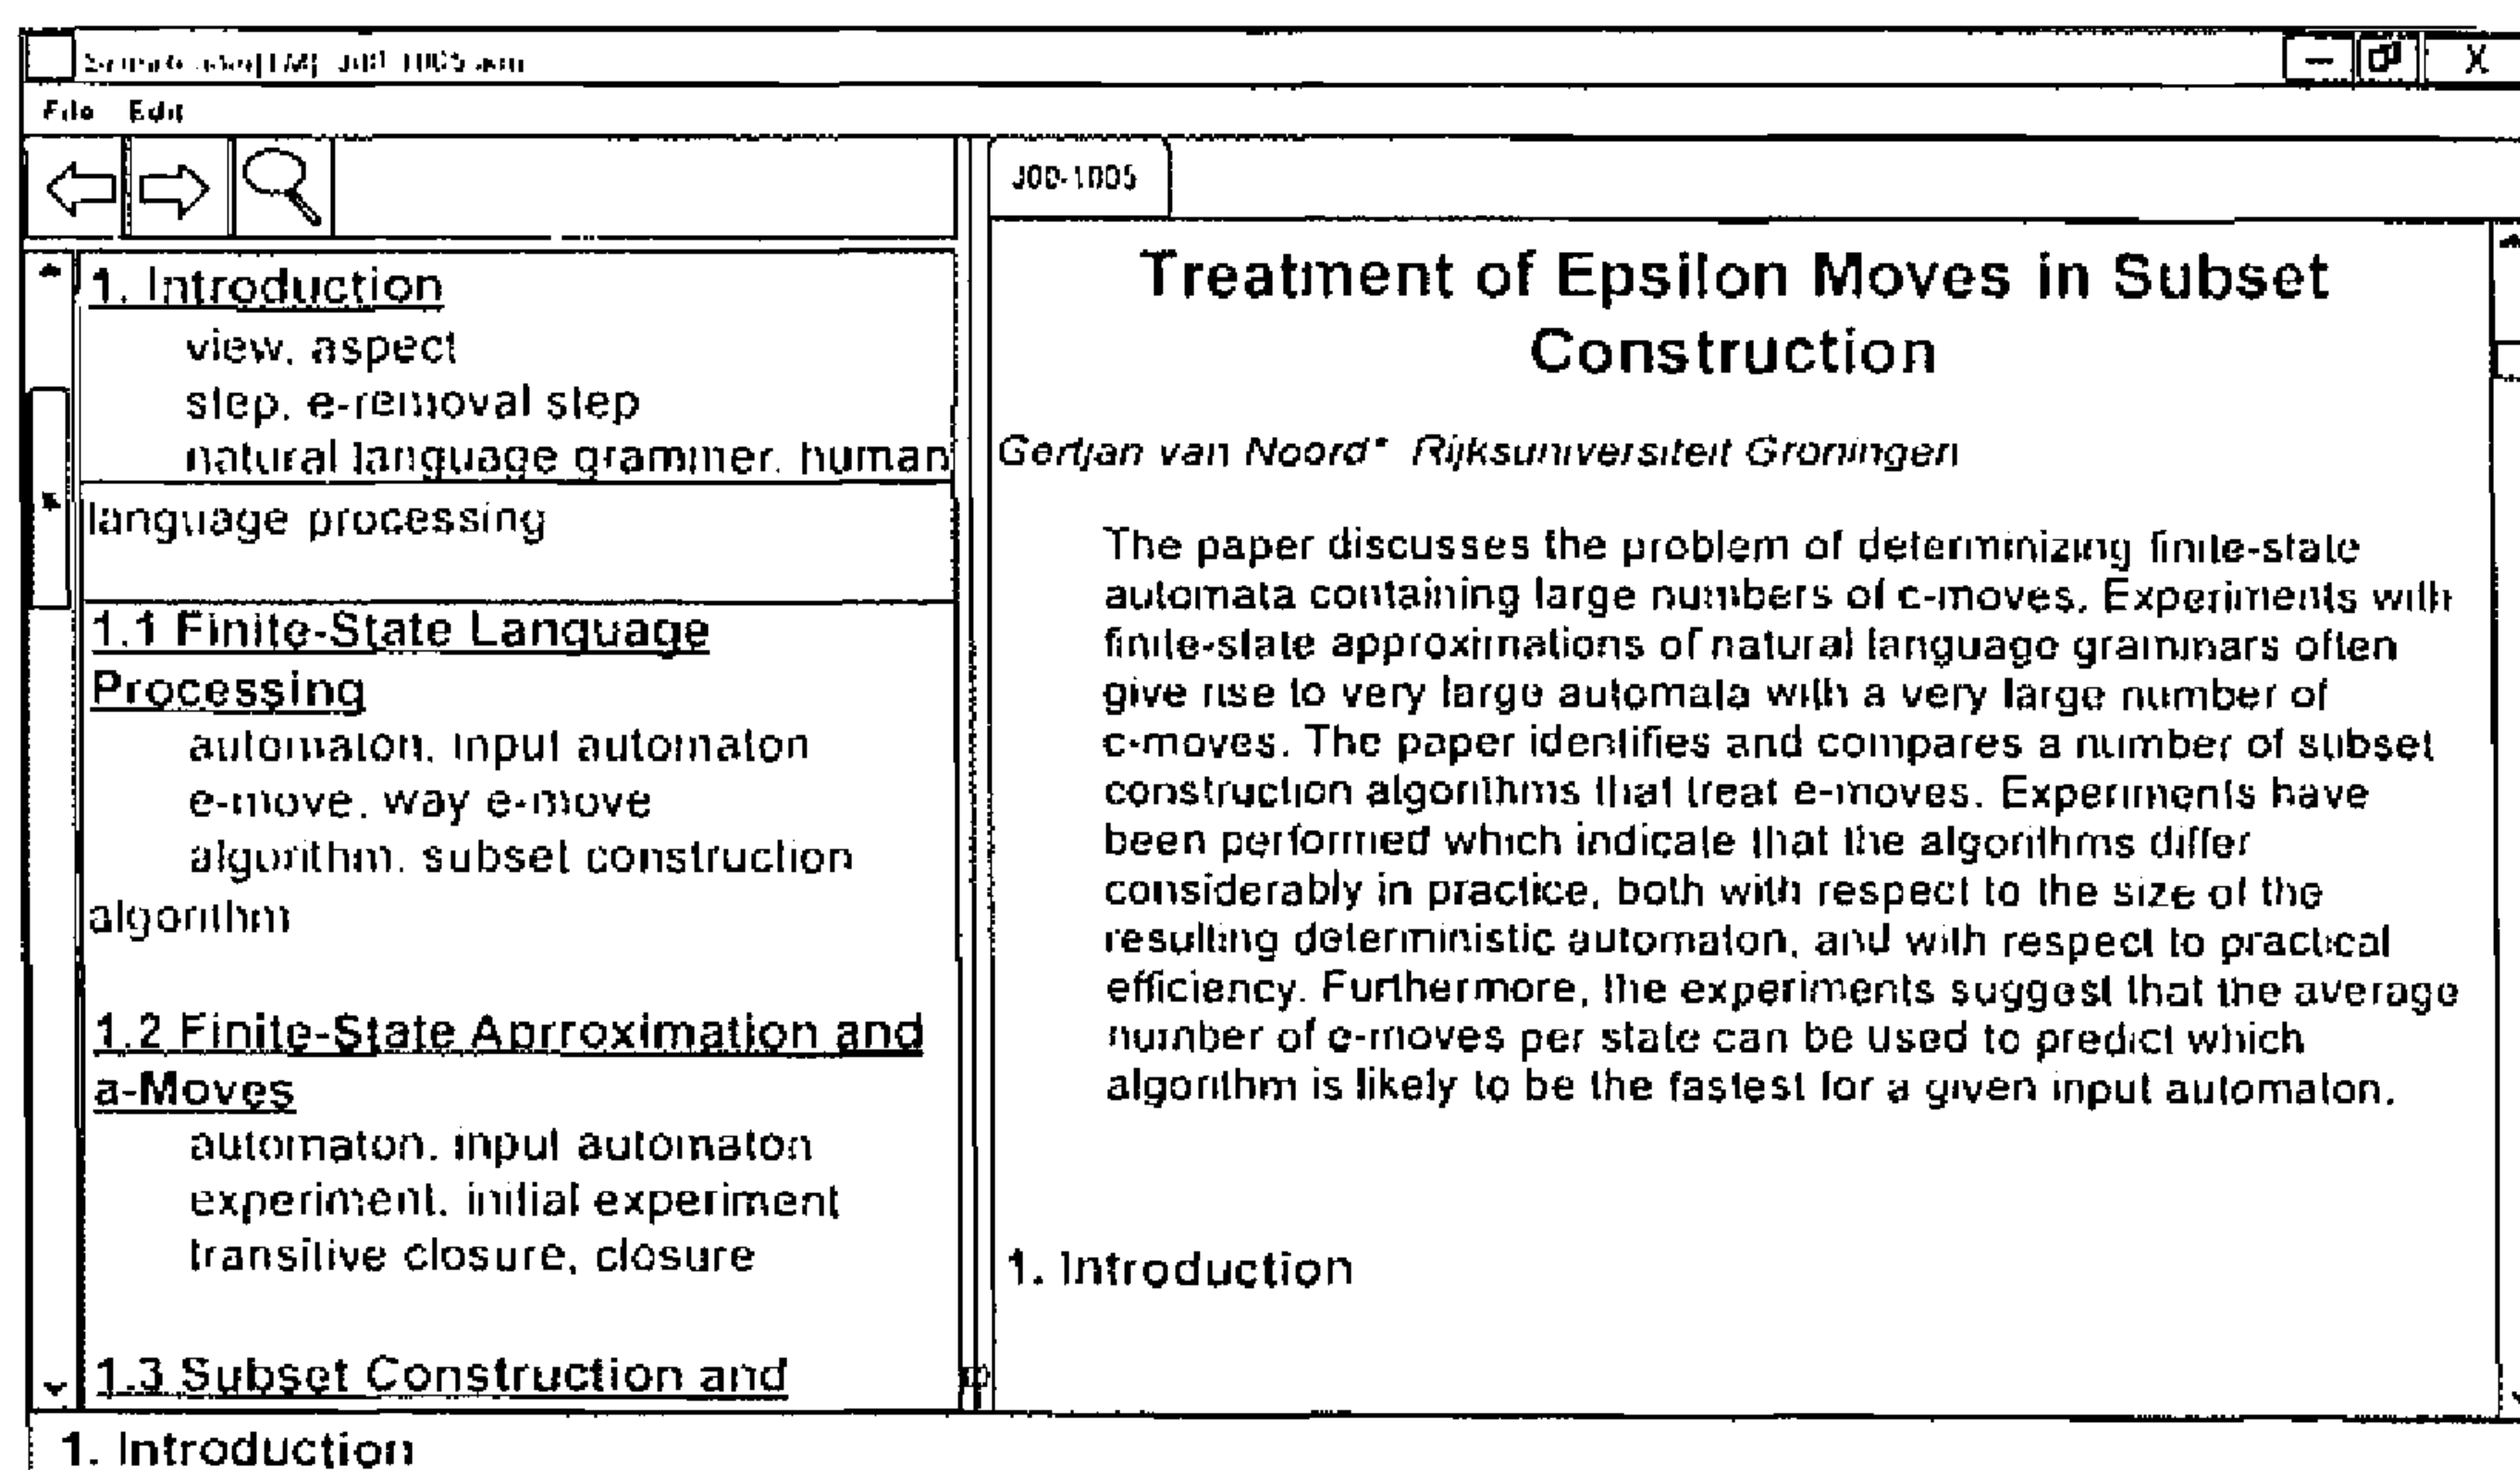 File Edit
J00-1005
1. Introduction
view, aspect
step, e-removal step
natural language grammer, human
language processing
1.1 Finite-State Language
Processing
automaton, input automaton
e-move, way e-move
algorithm, subset construction
algorithm
1.2 Finite-State Aprroximation and
a-Moves
automaton, input automaton
experiment, initial experiment
transitive closure, closure
1.3 Subset Construction and
Treatment of Epsilon Moves in Subset
Construction
Gertjan van Noord* Rijksuniversiteit Groningen
The paper discusses the problem of determinizing finite-state
automata containing large numbers of e-moves. Experiments with
finite-state approximations of natural language grammars often
give rise to very large automata with a very large number of
e-moves. The paper identifies and compares a number of subset
construction algorithms that treat e-moves. Experiments have
been performed which indicate that the algorithms differ
considerably in practice, both with respect to the size of the
resulting deterministic automaton, and with respect to practical
efficiency. Furthermore, the experiments suggest that the average
number of e-moves per state can be used to predict which
algorithm is likely to be the fastest for a given input automaton.
1. Introduction
1. Introduction